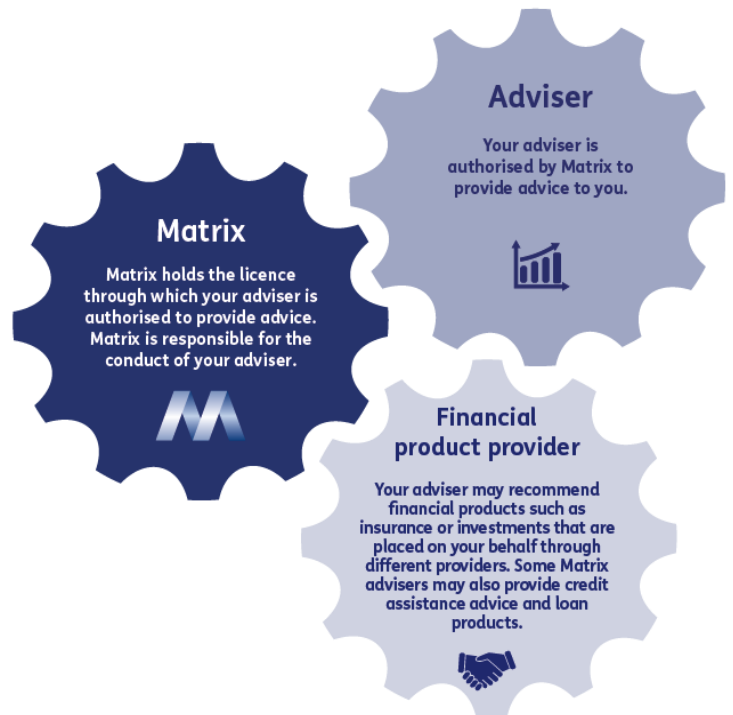 Adviser
Your adviser is
authorised by Matrix to
provide advice to you.
Matrix
Matrix holds the licence
through which your adviser is
authorised to provide advice.
Matrix is responsible for the
conduct of your adviser.
M
Financial
product provider
Your adviser may recommend
financial products such as
insurance or investments that are
placed on your behalf through
different providers. Some Matrix
advisers may also provide credit
assistance advice and loan
products.